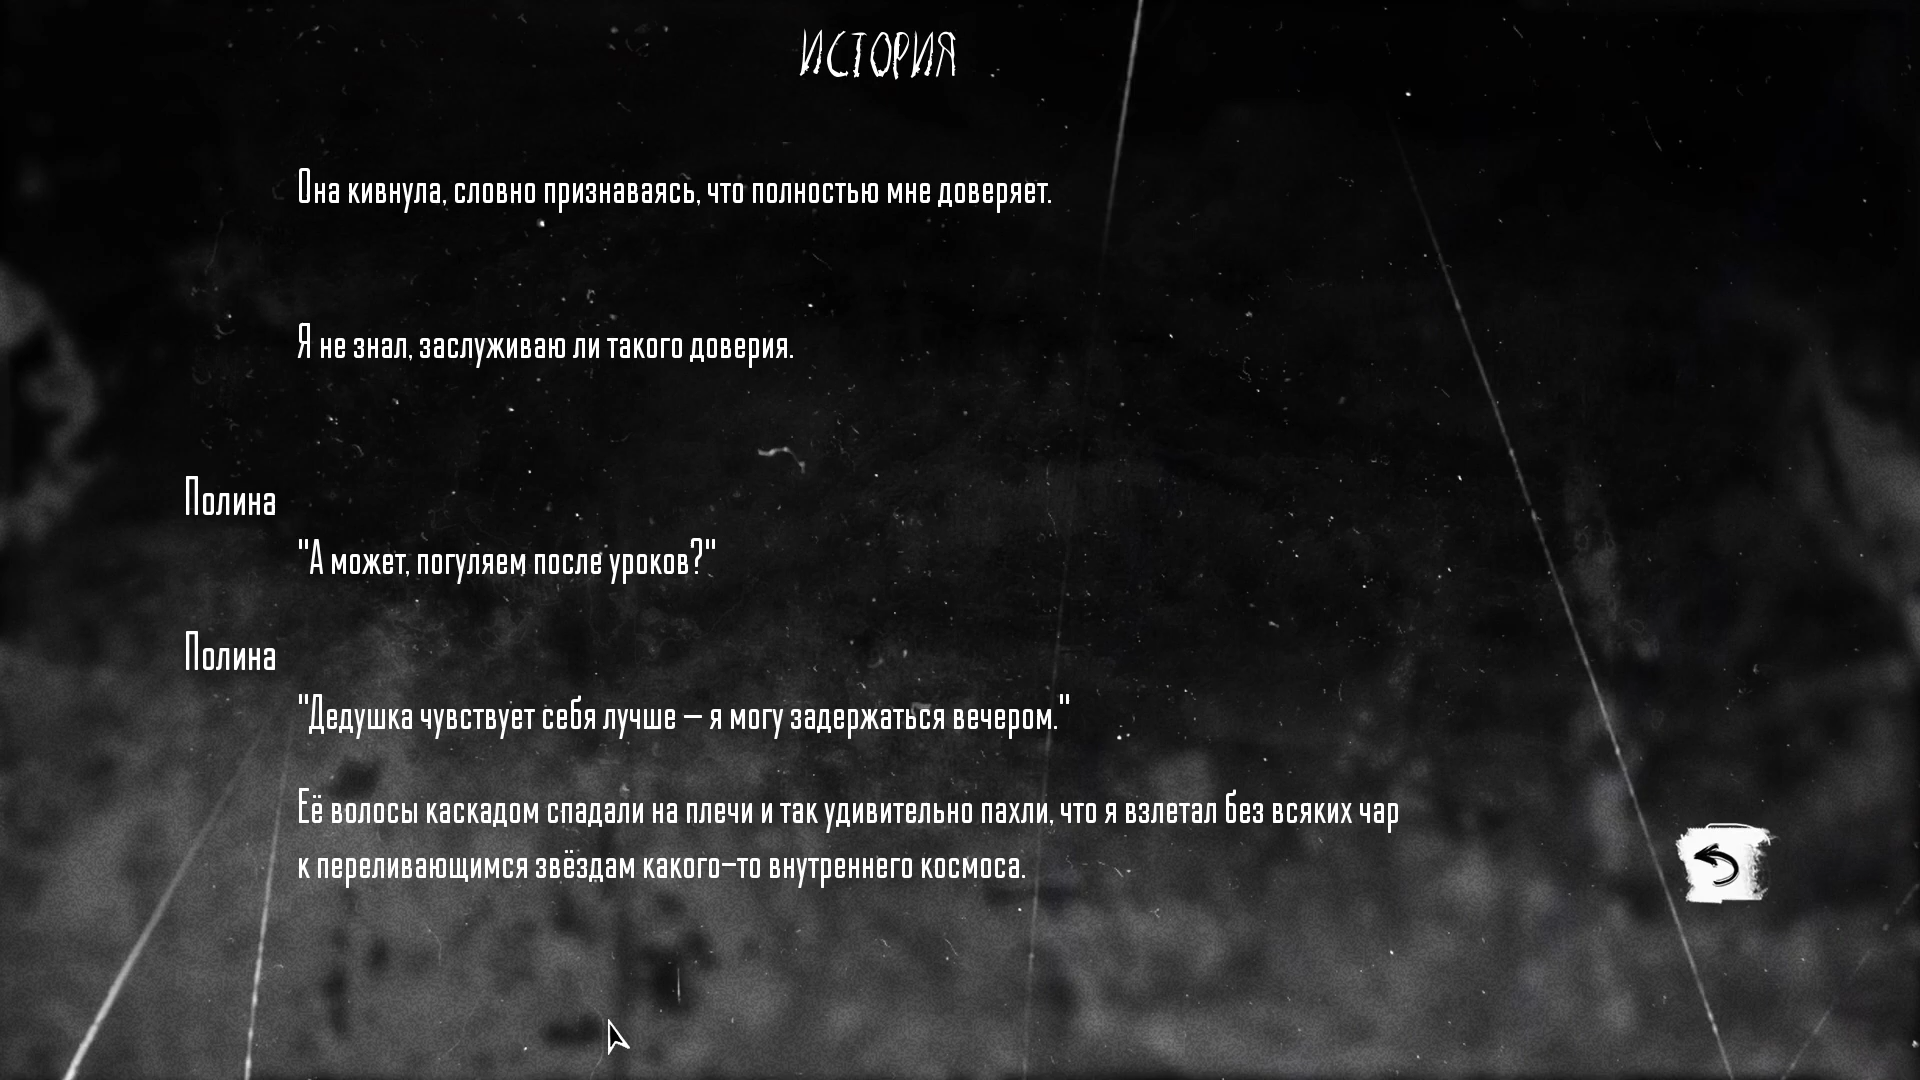 ИСТОРИЯ
Она кивнула, словно признаваясь, что полностью мне доверяет.
Я не знал, заслуживаю ли такого доверия.
Полина
"А может, погуляем после уроков?"
Полина
"Дедушка чувствует себя лучше — я могу задержаться вечером."
Её волосы каскадом спадали на плечи и так удивительно пахли, что я взлетал без всяких чар
к переливающимся звёздам какого–то внутреннего космоса.